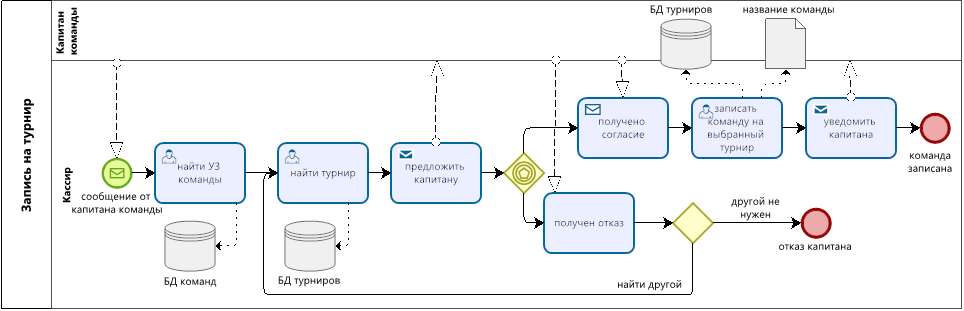 Запись на турнир
Капитан
команды
Кассир
БД турниров
название команды
получено
согласие
записать
команду на
выбранный
турнир
уведомить
капитана
команда
записана
сообщение от
капитана команды
найти УЗ
команды
найти турнир
предложить
капитану
получен отказ
другой не
нужен
отказ капитана
БД команд
БД турниров
найти другой